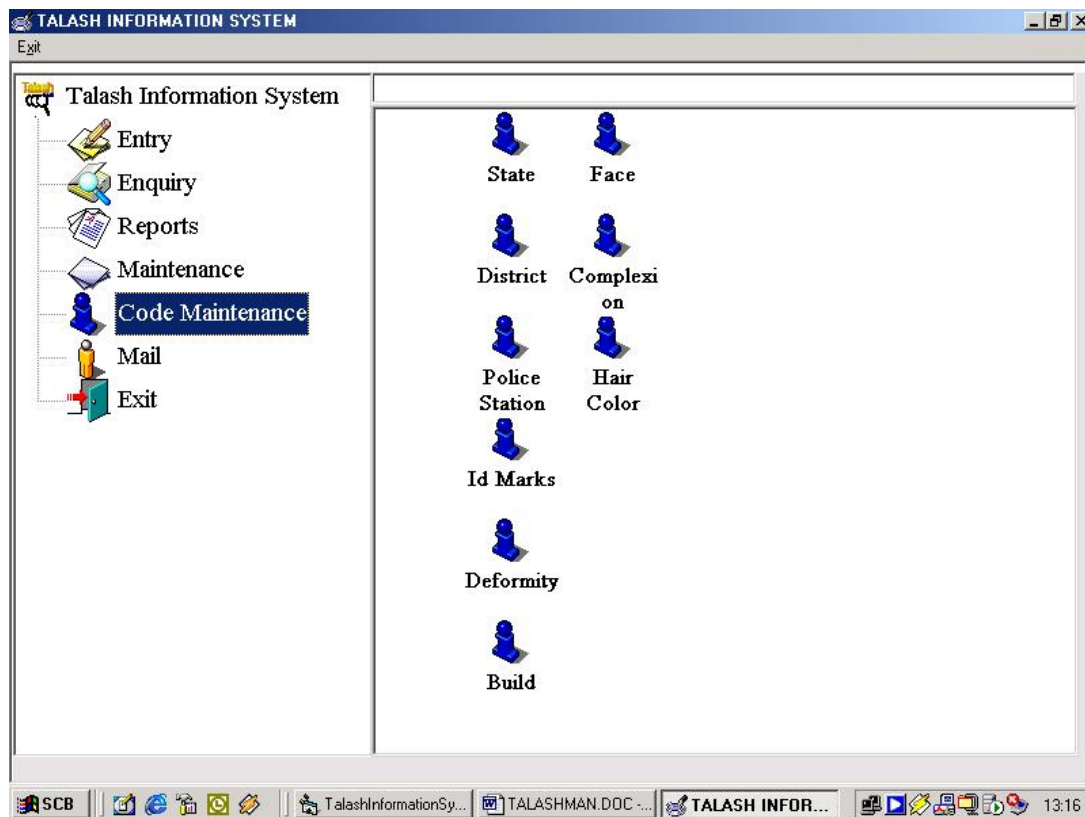 TALASH INFORMATION SYSTEM
Exit
Talash
Talash Information System
Entry
Enquiry
Reports
Maintenance
Code Maintenance
Mail
Exit
State
Face
District
Complexi
on
Police
Station
Hair
Color
Id Marks
Deformity
Build
SCB
TalashInformationSy...
TALASHMAN.DOC -...
TALASH INFOR...
13:16